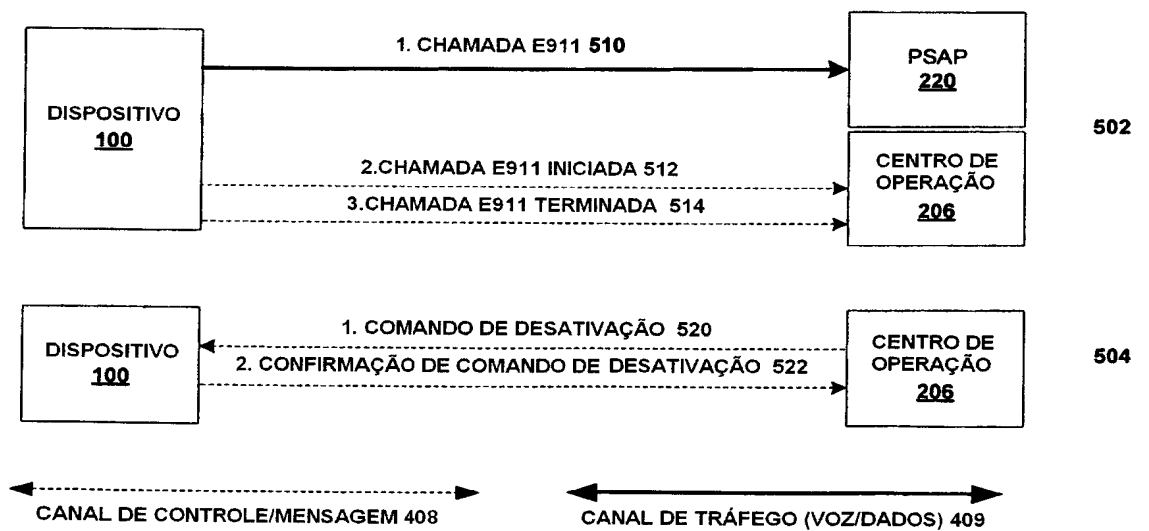 1. CHAMADA E911 510
PSAP
220
DISPOSITIVO
100
502
2.CHAMADA E911 INICIADA 512
3.CHAMADA E911 TERMINADA 514
CENTRO DE
OPERAÇÃO
206
1. COMANDO DE DESATIVAÇÃO 520
DISPOSITIVO
100
2. CONFIRMAÇÃO DE COMANDO DE DESATIVAÇÃO 522
CENTRO DE
OPERAÇÃO
206
504
CANAL DE CONTROLE/MENSAGEM 408
CANAL DE TRÁFEGO (VOZ/DADOS) 409